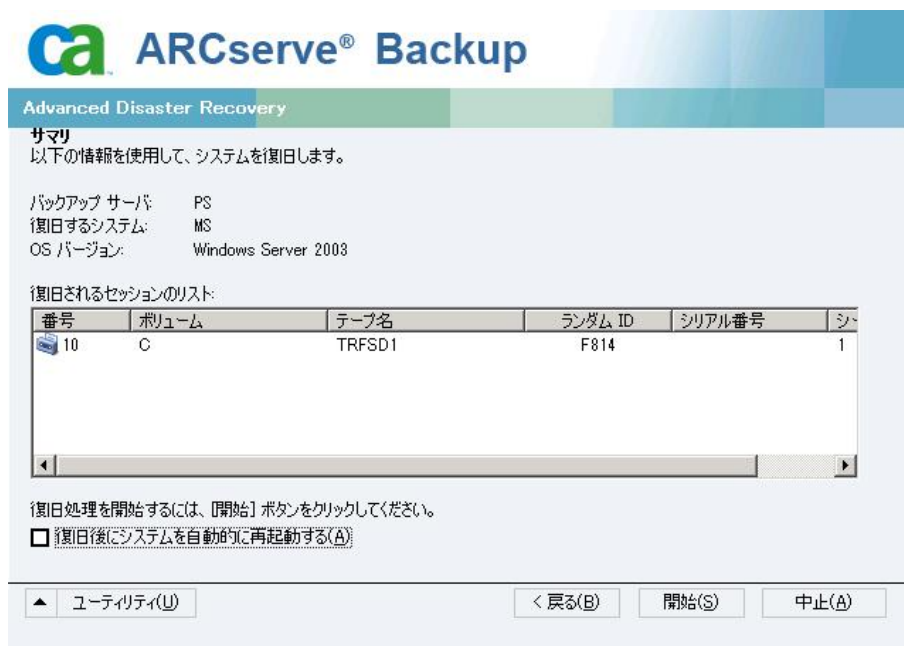 ca ARCserve® Backup
Advanced Disaster Recovery
サマリ
以下の情報を使用して、システムを復旧します。
バックアップ サーバ: PS
復旧するシステム: MS
OS バージョン: Windows Server 2003
復旧されるセッションのリスト:
番号 ボリューム テープ名 ランダム ID シリアル番号 シ
10 C TRFSD1 F814 1
復旧処理を開始するには、[開始] ボタンをクリックしてください。
復旧後にシステムを自動的に再起動する(A)
ユーティリティ(U) < 戻る(B) 開始(S) 中止(A)